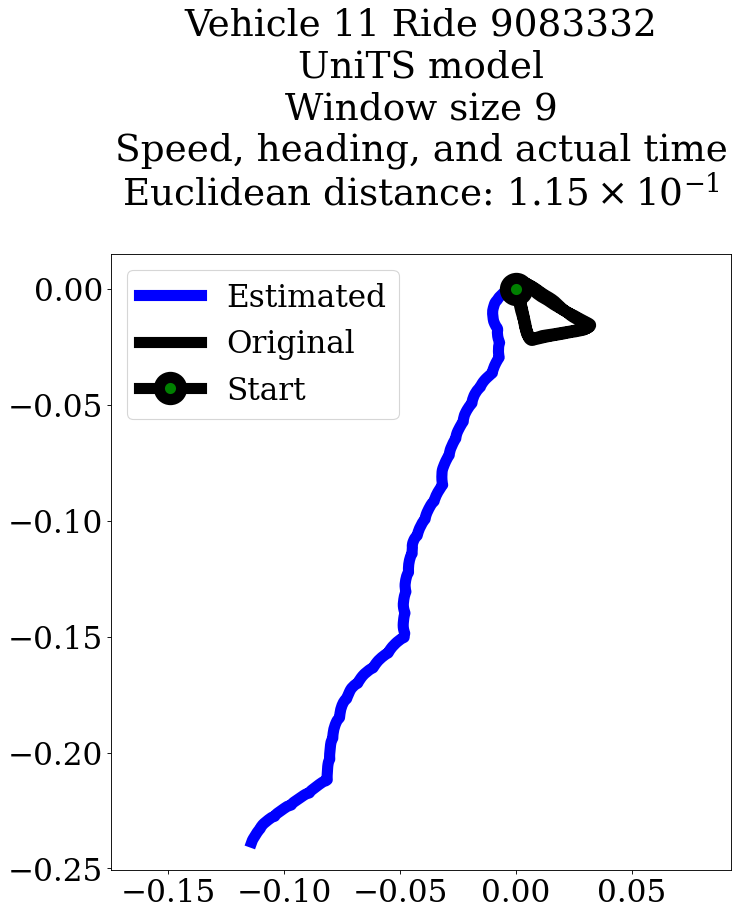 Vehicle 11 Ride 9083332
UniTS model
Window size 9
Speed, heading, and actual time
Euclidean distance: 1.15 × 10⁻¹
Estimated
Original
Start
0.00
−0.05
−0.10
−0.15
−0.20
−0.25
−0.15 −0.10 −0.05 0.00 0.05